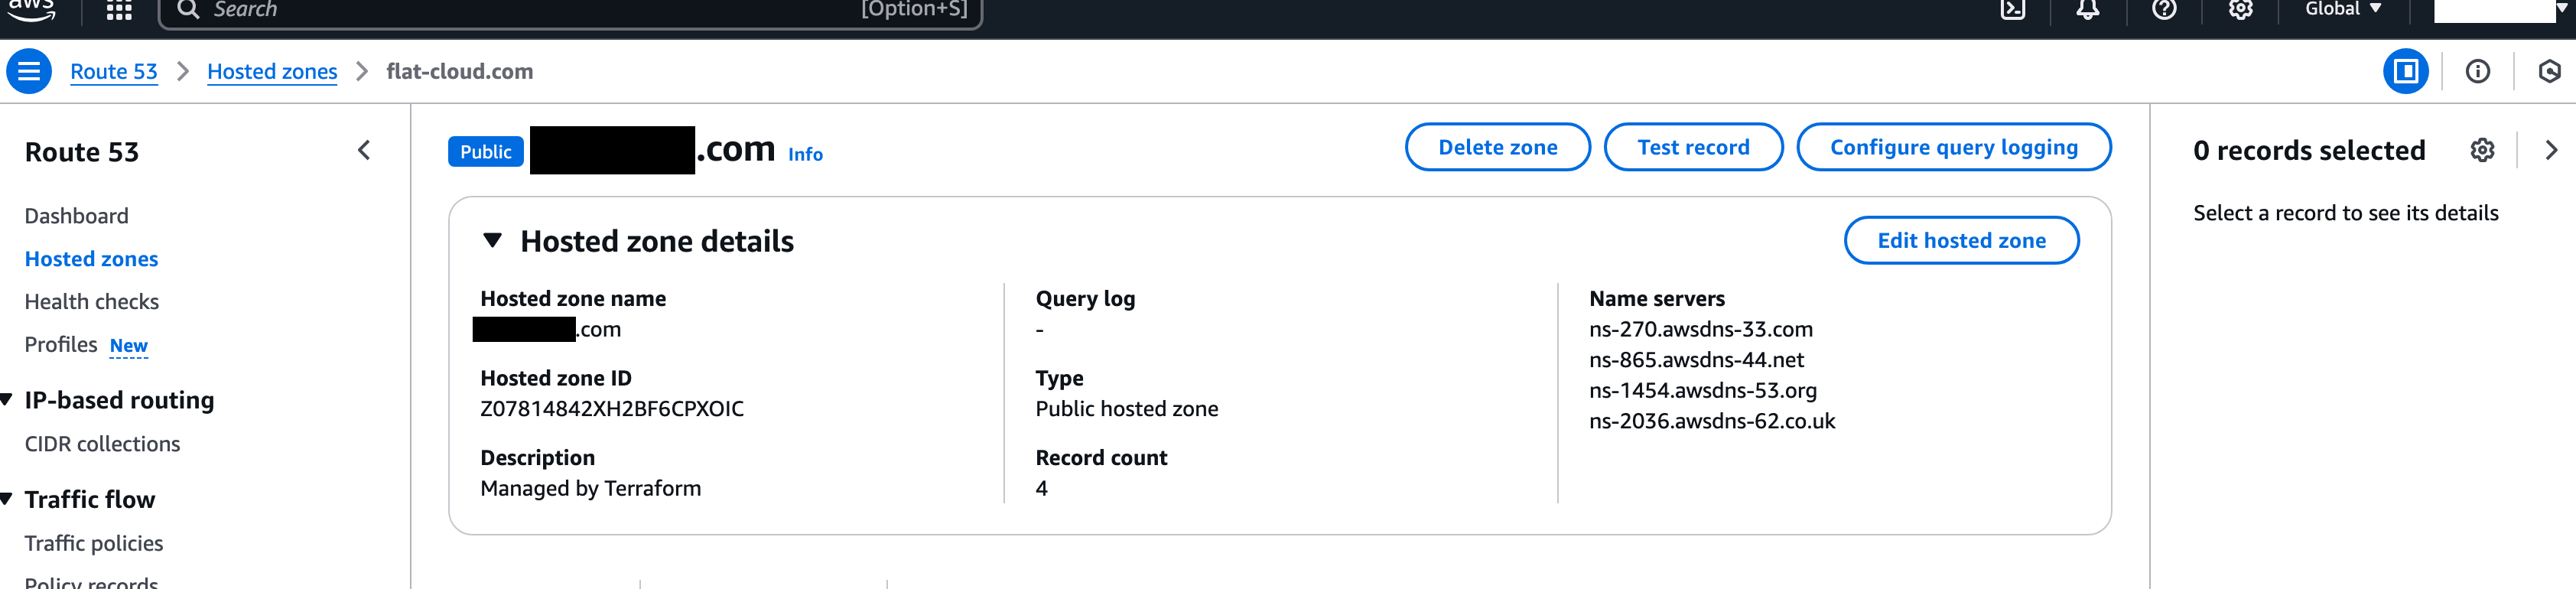 aws
Search
[Option+S]
Global
Route 53
Hosted zones
flat-cloud.com
Route 53
Dashboard
Hosted zones
Health checks
Profiles New
IP-based routing
CIDR collections
Traffic flow
Traffic policies
Policy records
Public .com Info
Delete zone
Test record
Configure query logging
Hosted zone details
Edit hosted zone
Hosted zone name
.com
Hosted zone ID
Z07814842XH2BF6CPXOIC
Description
Managed by Terraform
Query log
-
Type
Public hosted zone
Record count
4
Name servers
ns-270.awsdns-33.com
ns-865.awsdns-44.net
ns-1454.awsdns-53.org
ns-2036.awsdns-62.co.uk
0 records selected
Select a record to see its details